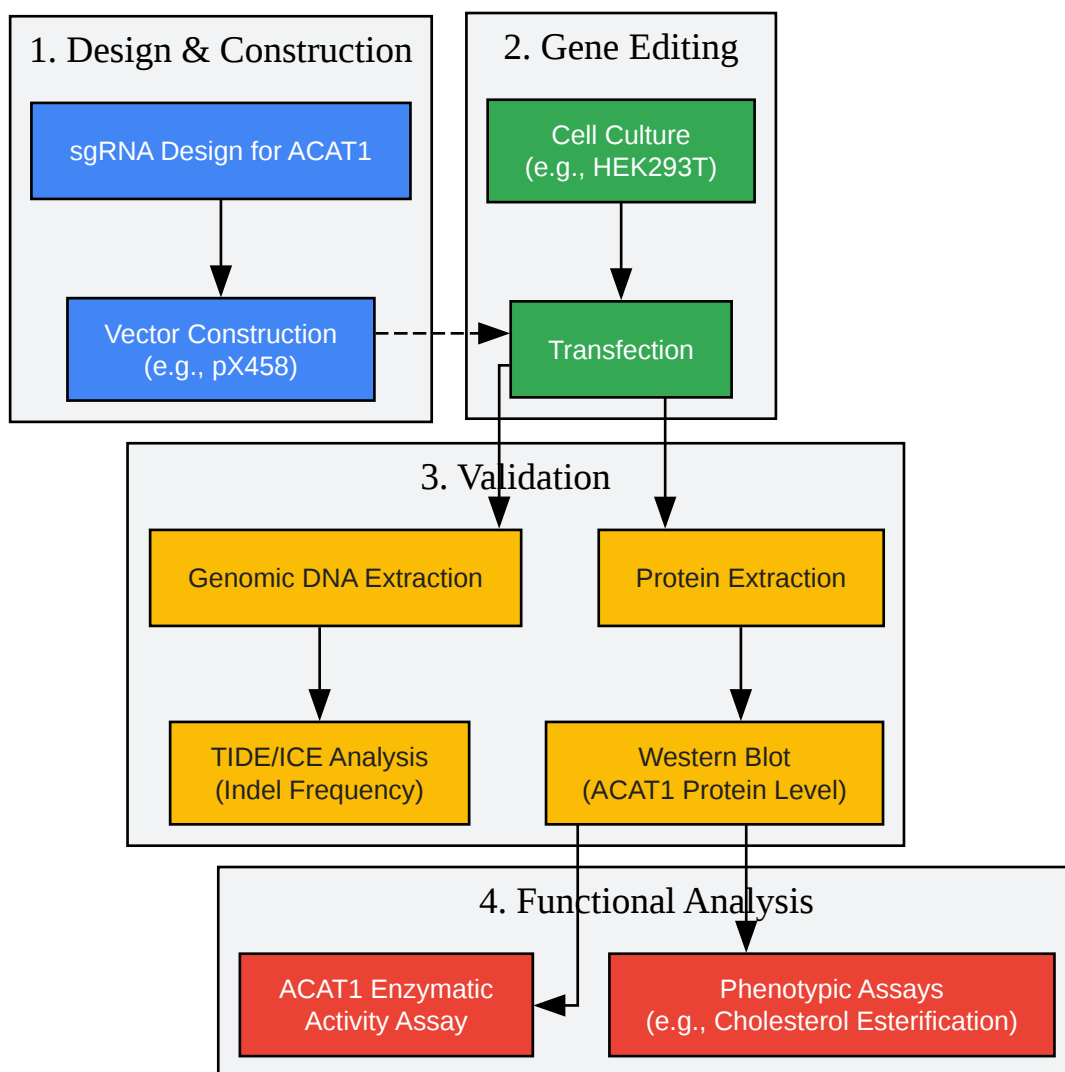 1. Design & Construction
sgRNA Design for ACAT1
Vector Construction
(e.g., pX458)
2. Gene Editing
Cell Culture
(e.g., HEK293T)
Transfection
3. Validation
Genomic DNA Extraction
Protein Extraction
TIDE/ICE Analysis
(Indel Frequency)
Western Blot
(ACAT1 Protein Level)
4. Functional Analysis
ACAT1 Enzymatic
Activity Assay
Phenotypic Assays
(e.g., Cholesterol Esterification)